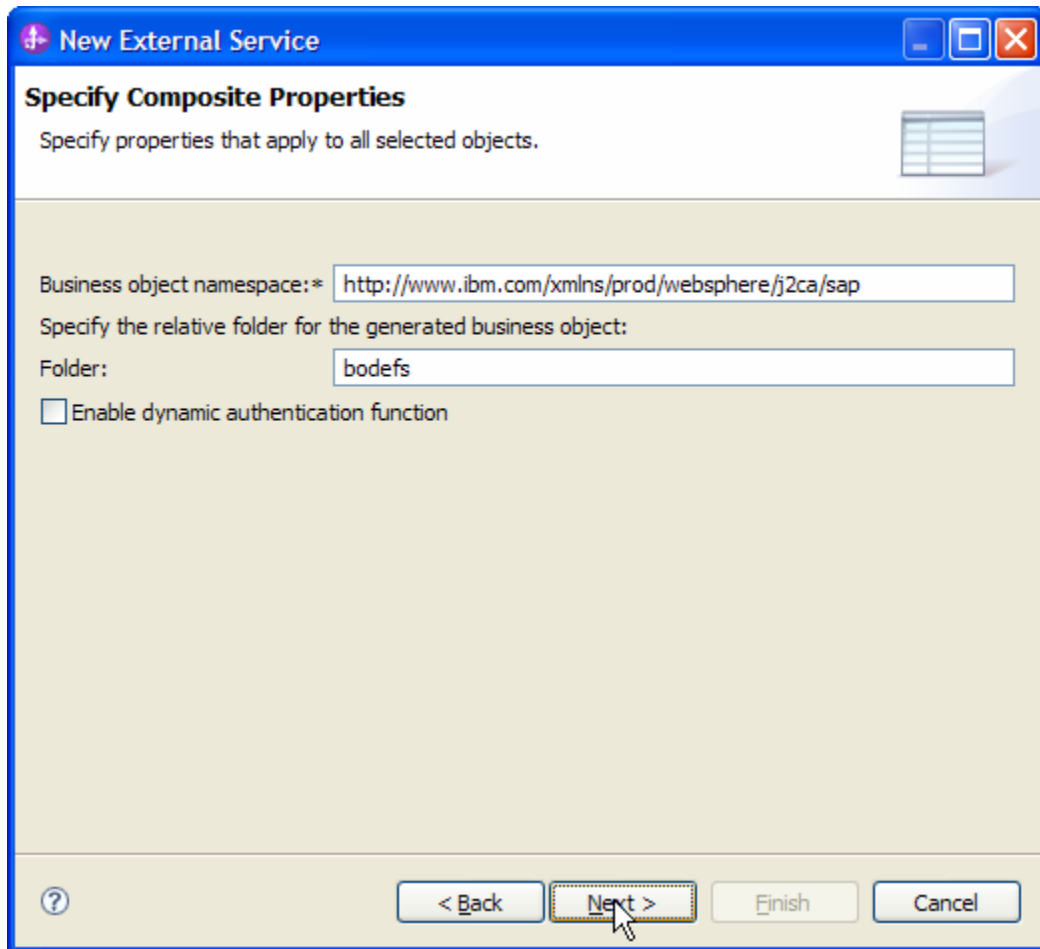 New External Service
Specify Composite Properties
Specify properties that apply to all selected objects.
Business object namespace:* http://www.ibm.com/xmlns/prod/websphere/j2ca/sap
Specify the relative folder for the generated business object:
Folder: bodefs
Enable dynamic authentication function
? < Back Next > Finish Cancel